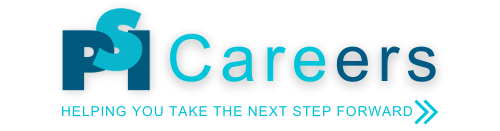 PSI Careers
HELPING YOU TAKE THE NEXT STEP FORWARD